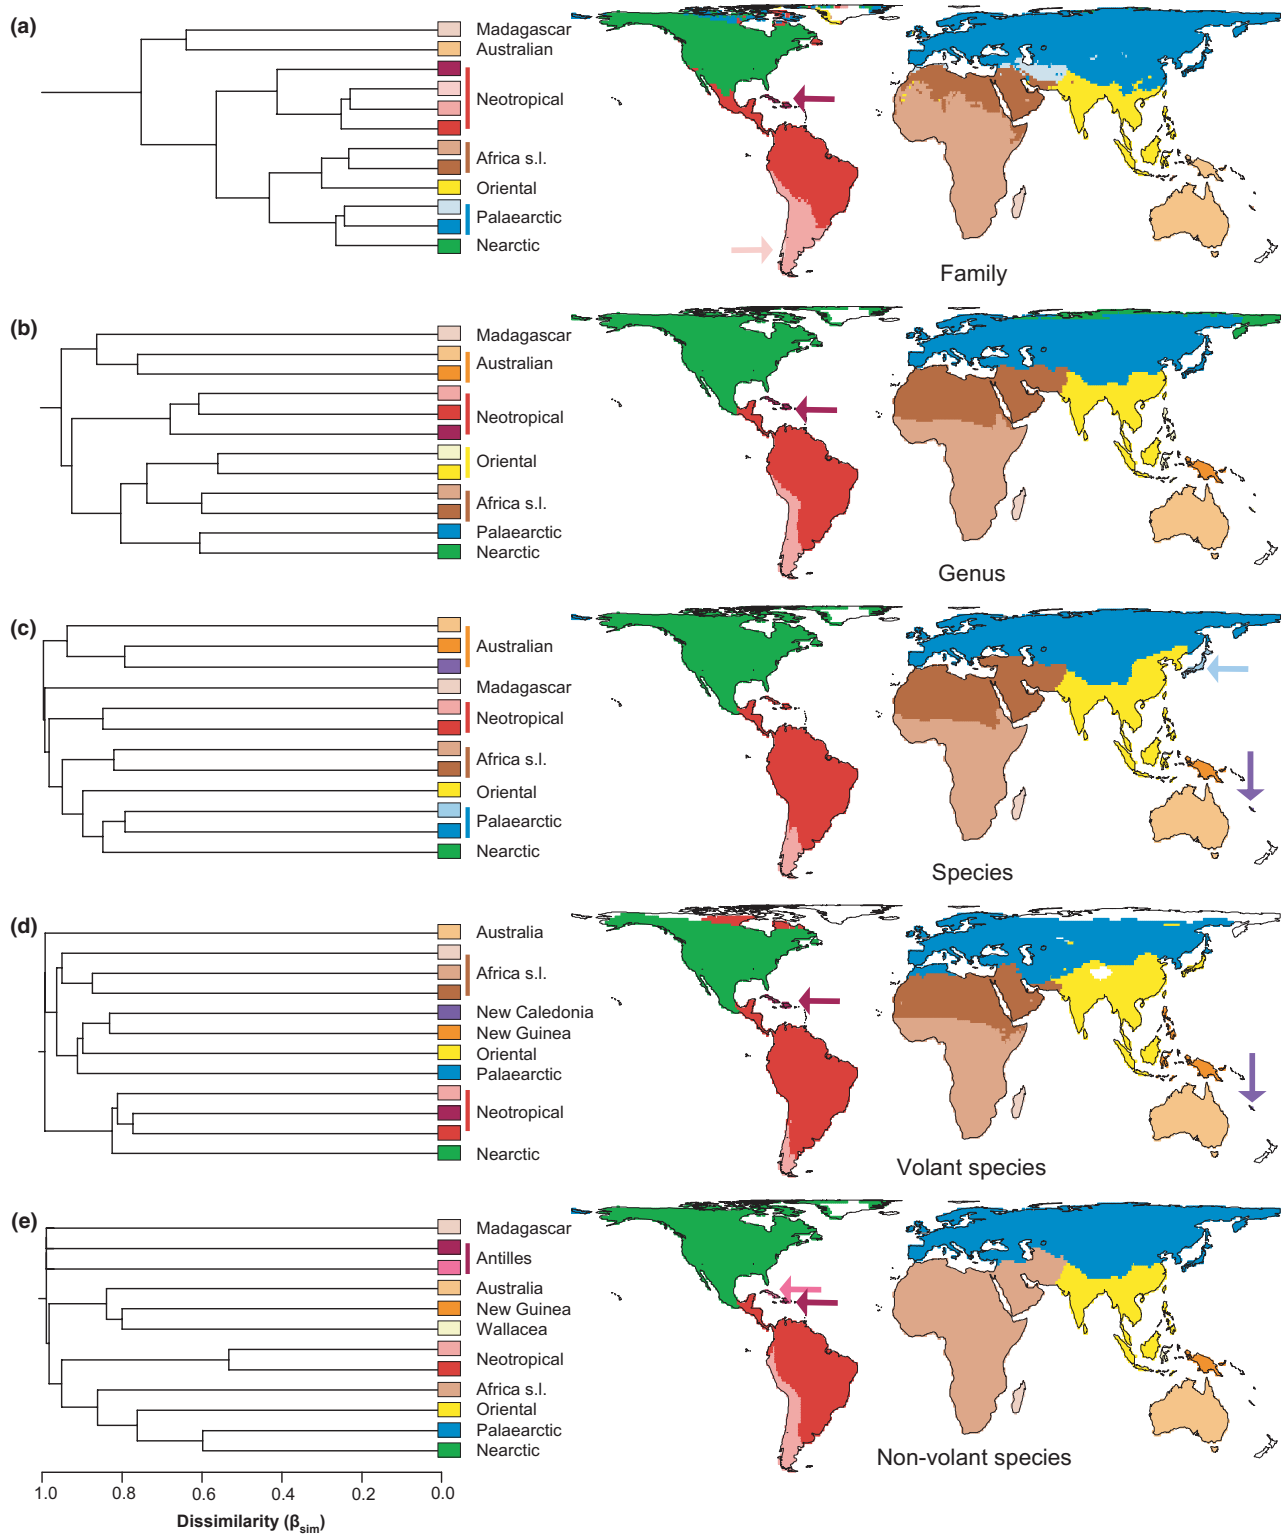 (a)
Madagascar
Australian
Neotropical
Africa s.l.
Oriental
Palaearctic
Nearctic
Family
(b)
Madagascar
Australian
Neotropical
Oriental
Africa s.l.
Palaearctic
Nearctic
Genus
(c)
Australian
Madagascar
Neotropical
Africa s.l.
Oriental
Palaearctic
Nearctic
Species
(d)
Australia
Africa s.l.
New Caledonia
New Guinea
Oriental
Palaearctic
Neotropical
Nearctic
Volant species
(e)
Madagascar
Antilles
Australia
New Guinea
Wallacea
Neotropical
Africa s.l.
Oriental
Palaearctic
Nearctic
Non-volant species
1.0 0.8 0.6 0.4 0.2 0.0
Dissimilarity (βsim)